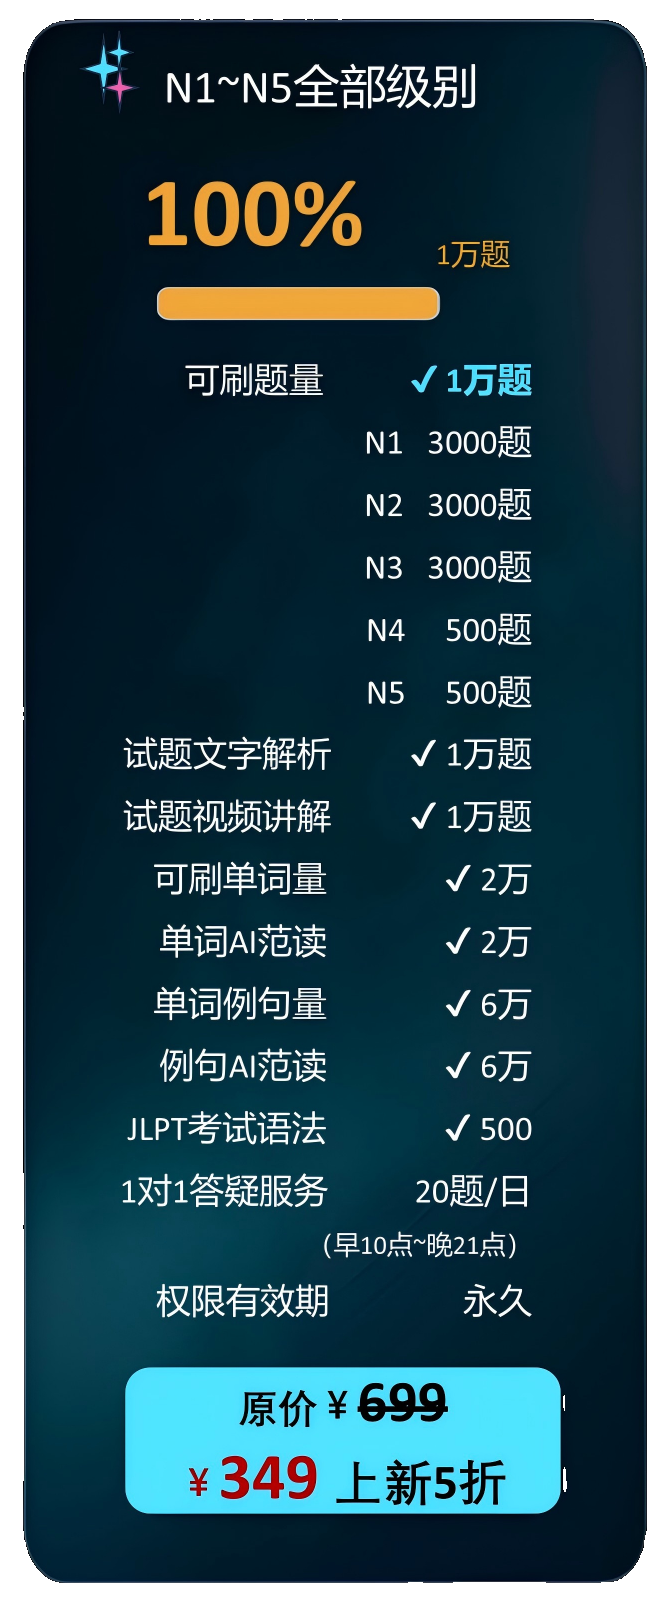 N1~N5全部级别
100%
1万题
可刷题量 ✓ 1万题
N1 3000题
N2 3000题
N3 3000题
N4 500题
N5 500题
试题文字解析 ✓ 1万题
试题视频讲解 ✓ 1万题
可刷单词量 ✓ 2万
单词AI范读 ✓ 2万
单词例句量 ✓ 6万
例句AI范读 ✓ 6万
JLPT考试语法 ✓ 500
1对1答疑服务 20题/日
(早10点~晚21点)
权限有效期 永久
原价 ¥ 699
¥ 349 上新5折